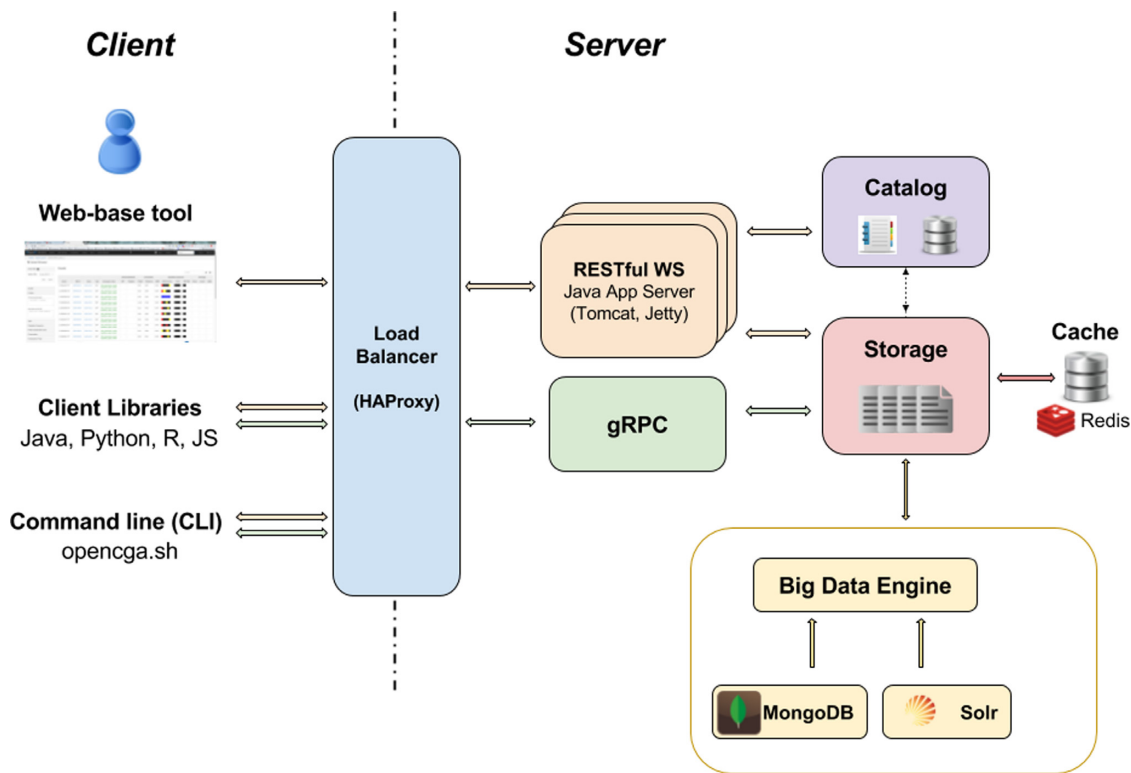 Client
Server
Web-base tool
Client Libraries
Java, Python, R, JS
Command line (CLI)
opencga.sh
Load
Balancer
(HAProxy)
RESTful WS
Java App Server
(Tomcat, Jetty)
gRPC
Catalog
Storage
Cache
Redis
Big Data Engine
MongoDB
Solr